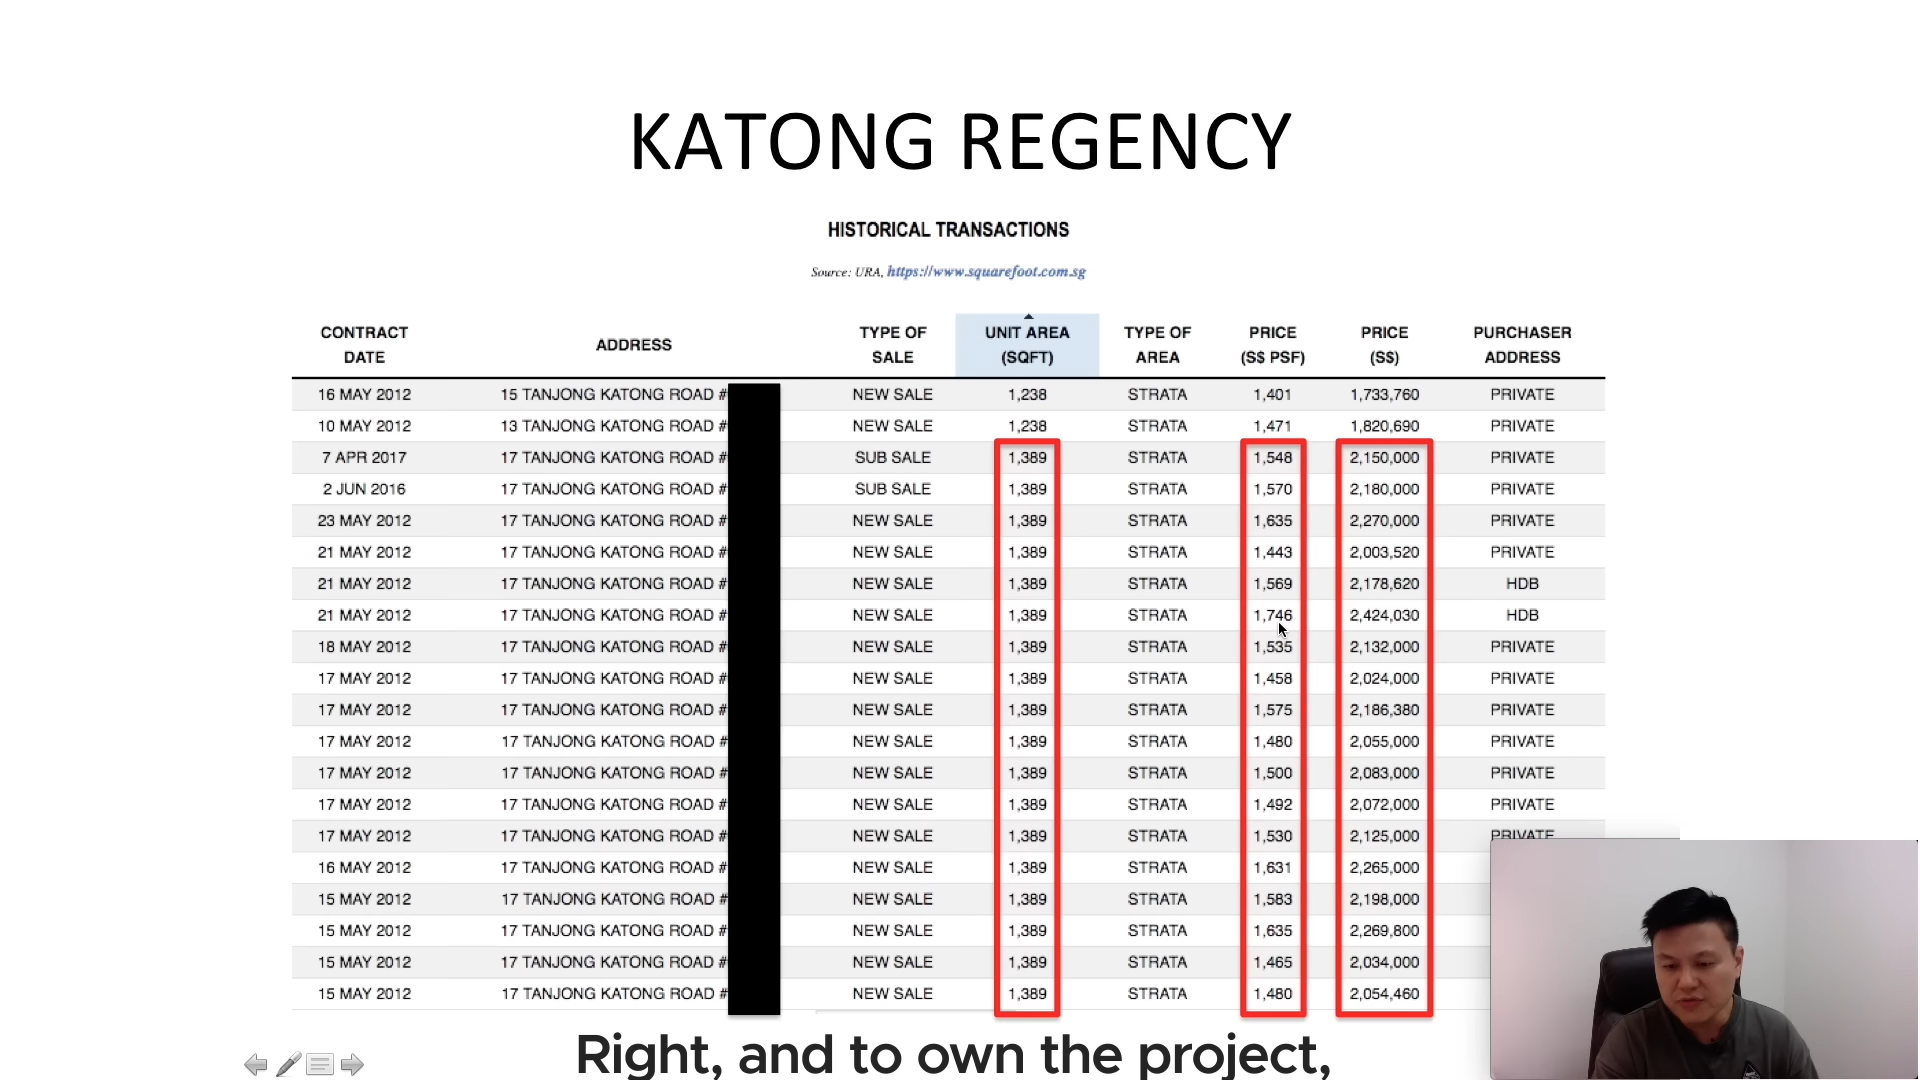 KATONG REGENCY
HISTORICAL TRANSACTIONS
Source: URA, https://www.squarefoot.com.sg
CONTRACT DATE ADDRESS TYPE OF SALE UNIT AREA (SQFT) TYPE OF AREA PRICE (S$ PSF) PRICE (S$) PURCHASER ADDRESS
16 MAY 2012 15 TANJONG KATONG ROAD # NEW SALE 1,238 STRATA 1,401 1,733,760 PRIVATE
10 MAY 2012 13 TANJONG KATONG ROAD # NEW SALE 1,238 STRATA 1,471 1,820,690 PRIVATE
7 APR 2017 17 TANJONG KATONG ROAD # SUB SALE 1,389 STRATA 1,548 2,150,000 PRIVATE
2 JUN 2016 17 TANJONG KATONG ROAD # SUB SALE 1,389 STRATA 1,570 2,180,000 PRIVATE
23 MAY 2012 17 TANJONG KATONG ROAD # NEW SALE 1,389 STRATA 1,635 2,270,000 PRIVATE
21 MAY 2012 17 TANJONG KATONG ROAD # NEW SALE 1,389 STRATA 1,443 2,003,520 PRIVATE
21 MAY 2012 17 TANJONG KATONG ROAD # NEW SALE 1,389 STRATA 1,569 2,178,620 HDB
21 MAY 2012 17 TANJONG KATONG ROAD # NEW SALE 1,389 STRATA 1,746 2,424,030 HDB
18 MAY 2012 17 TANJONG KATONG ROAD # NEW SALE 1,389 STRATA 1,535 2,132,000 PRIVATE
17 MAY 2012 17 TANJONG KATONG ROAD # NEW SALE 1,389 STRATA 1,458 2,024,000 PRIVATE
17 MAY 2012 17 TANJONG KATONG ROAD # NEW SALE 1,389 STRATA 1,575 2,186,380 PRIVATE
17 MAY 2012 17 TANJONG KATONG ROAD # NEW SALE 1,389 STRATA 1,480 2,055,000 PRIVATE
17 MAY 2012 17 TANJONG KATONG ROAD # NEW SALE 1,389 STRATA 1,500 2,083,000 PRIVATE
17 MAY 2012 17 TANJONG KATONG ROAD # NEW SALE 1,389 STRATA 1,492 2,072,000 PRIVATE
17 MAY 2012 17 TANJONG KATONG ROAD # NEW SALE 1,389 STRATA 1,530 2,125,000 PRIVATE
16 MAY 2012 17 TANJONG KATONG ROAD # NEW SALE 1,389 STRATA 1,631 2,265,000
15 MAY 2012 17 TANJONG KATONG ROAD # NEW SALE 1,389 STRATA 1,583 2,198,000
15 MAY 2012 17 TANJONG KATONG ROAD # NEW SALE 1,389 STRATA 1,635 2,269,800
15 MAY 2012 17 TANJONG KATONG ROAD # NEW SALE 1,389 STRATA 1,465 2,034,000
15 MAY 2012 17 TANJONG KATONG ROAD # NEW SALE 1,389 STRATA 1,480 2,054,460
Right, and to own the project,